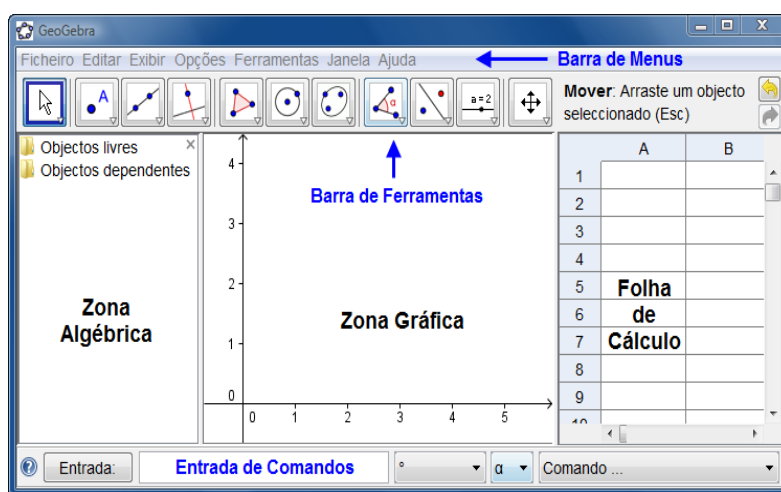 GeoGebra
Ficheiro Editar Exibir Opções Ferramentas Janela Ajuda
Barra de Menus
A
α
a = 2
Mover: Arraste um objecto
seleccionado (Esc)
Objectos livres
Objectos dependentes
Zona
Algébrica
Barra de Ferramentas
4
3
2
1
0
Zona Gráfica
0 1 2 3 4 5
A B
1
2
3
4
5 Folha
6 de
7 Cálculo
8
9
10
Entrada:
Entrada de Comandos
°
α
Comando ...